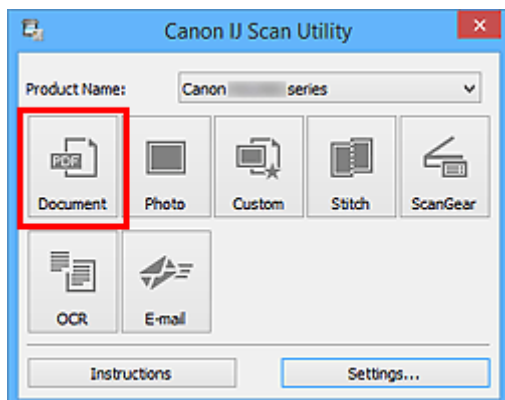 Canon IJ Scan Utility
Product Name:
Canon series
PDF
Document
Photo
Custom
Stitch
ScanGear
OCR
E-mail
Instructions
Settings...